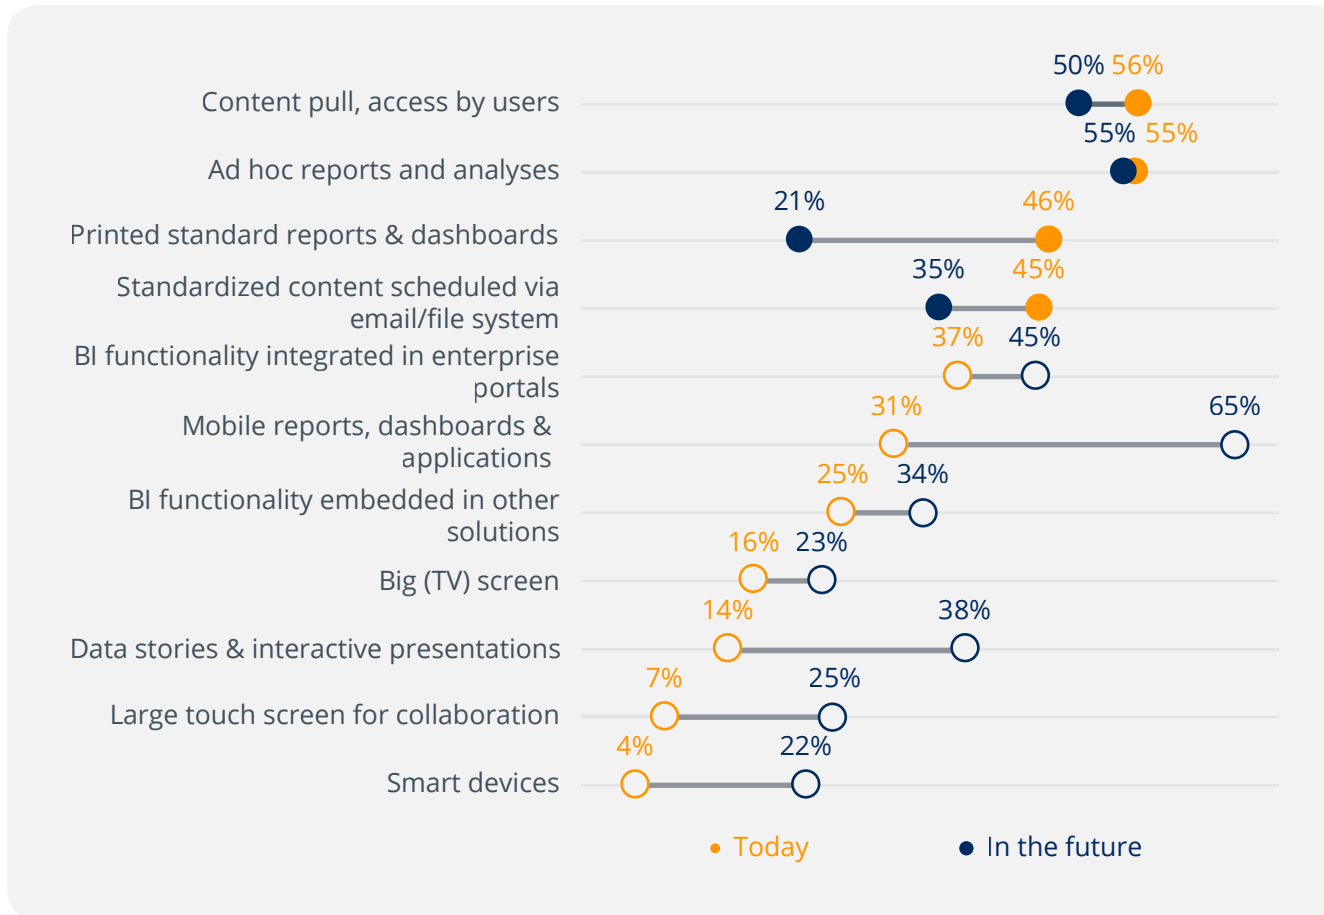 50% 56%
Content pull, access by users
55% 55%
Ad hoc reports and analyses
21% 46%
Printed standard reports & dashboards
35% 45%
Standardized content scheduled via
email/file system
37% 45%
BI functionality integrated in enterprise
portals
31% 65%
Mobile reports, dashboards &
applications
25% 34%
BI functionality embedded in other
solutions
16% 23%
Big (TV) screen
14% 38%
Data stories & interactive presentations
7% 25%
Large touch screen for collaboration
4% 22%
Smart devices
Today In the future